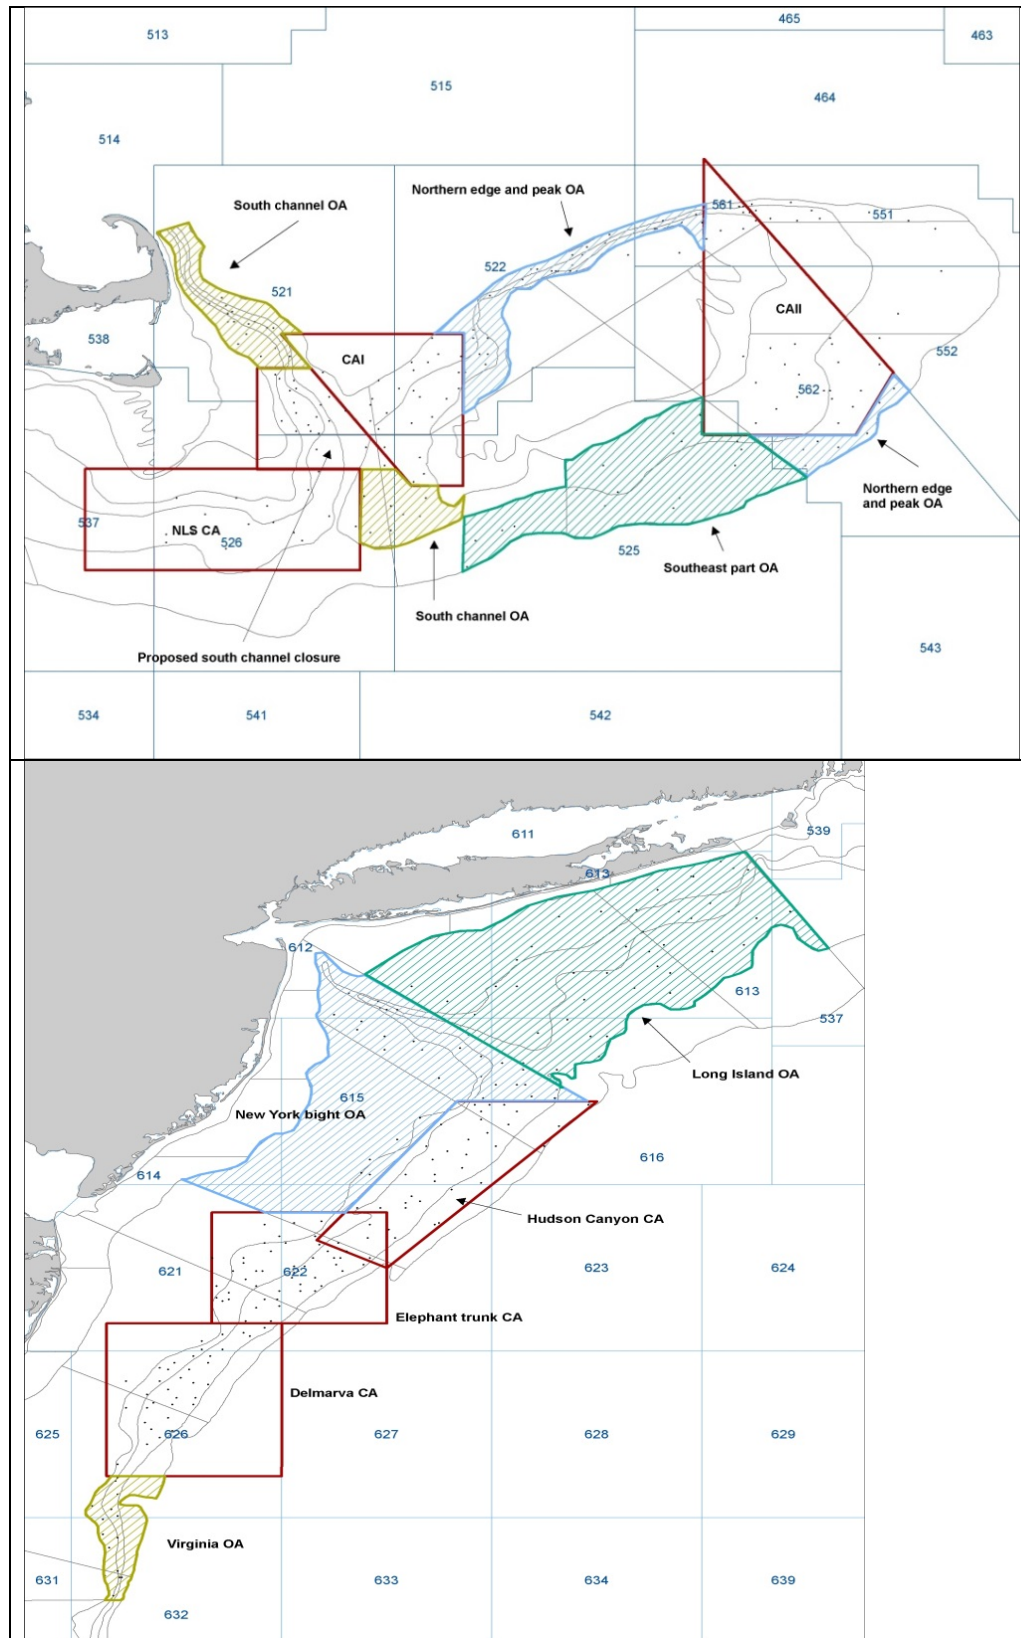 465
513
463
515
464
514
Northern edge and peak OA
South channel OA
561
551
522
521
CAII
538
CAI
552
562
Northern edge
and peak OA
537
NLS CA
526
525
Southeast part OA
South channel OA
Proposed south channel closure
543
534
541
542
611
539
613
612
613
537
Long Island OA
615
New York bight OA
616
614
Hudson Canyon CA
621
622
623
624
Elephant trunk CA
Delmarva CA
625
626
627
628
629
Virginia OA
631
633
634
639
632